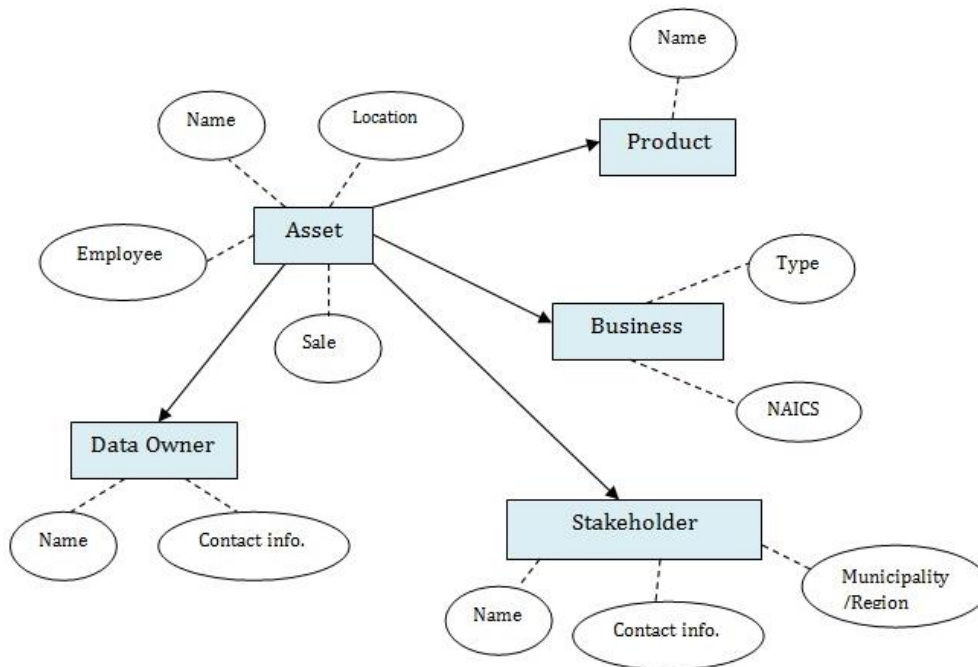 Name
Name
Location
Product
Asset
Employee
Type
Business
Sale
NAICS
Data Owner
Stakeholder
Name
Contact info.
Municipality
/Region
Name
Contact info.